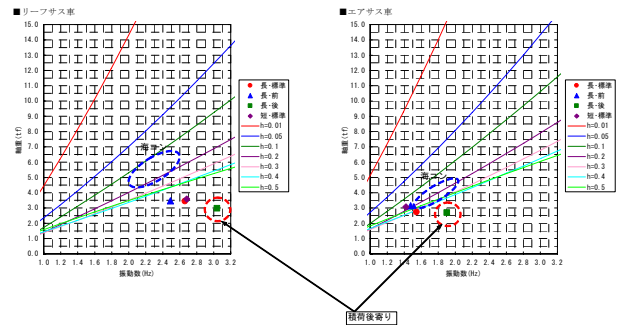 ■リーフサス車
15.0
14.0
13.0
12.0
11.0
10.0
9.0
8.0
7.0
6.0
5.0
4.0
3.0
2.0
1.0
0.0
軸重(tf)
1.0 1.2 1.4 1.6 1.8 2.0 2.2 2.4 2.6 2.8 3.0 3.2
振動数(Hz)
海コン
長・標準
長・前
長・後
短・標準
h=0.01
h=0.05
h=0.1
h=0.2
h=0.3
h=0.4
h=0.5
■エアサス車
15.0
14.0
13.0
12.0
11.0
10.0
9.0
8.0
7.0
6.0
5.0
4.0
3.0
2.0
1.0
0.0
軸重(tf)
1.0 1.2 1.4 1.6 1.8 2.0 2.2 2.4 2.6 2.8 3.0 3.2
振動数(Hz)
海コン
長・標準
長・前
長・後
短・標準
h=0.01
h=0.05
h=0.1
h=0.2
h=0.3
h=0.4
h=0.5
積荷後寄り